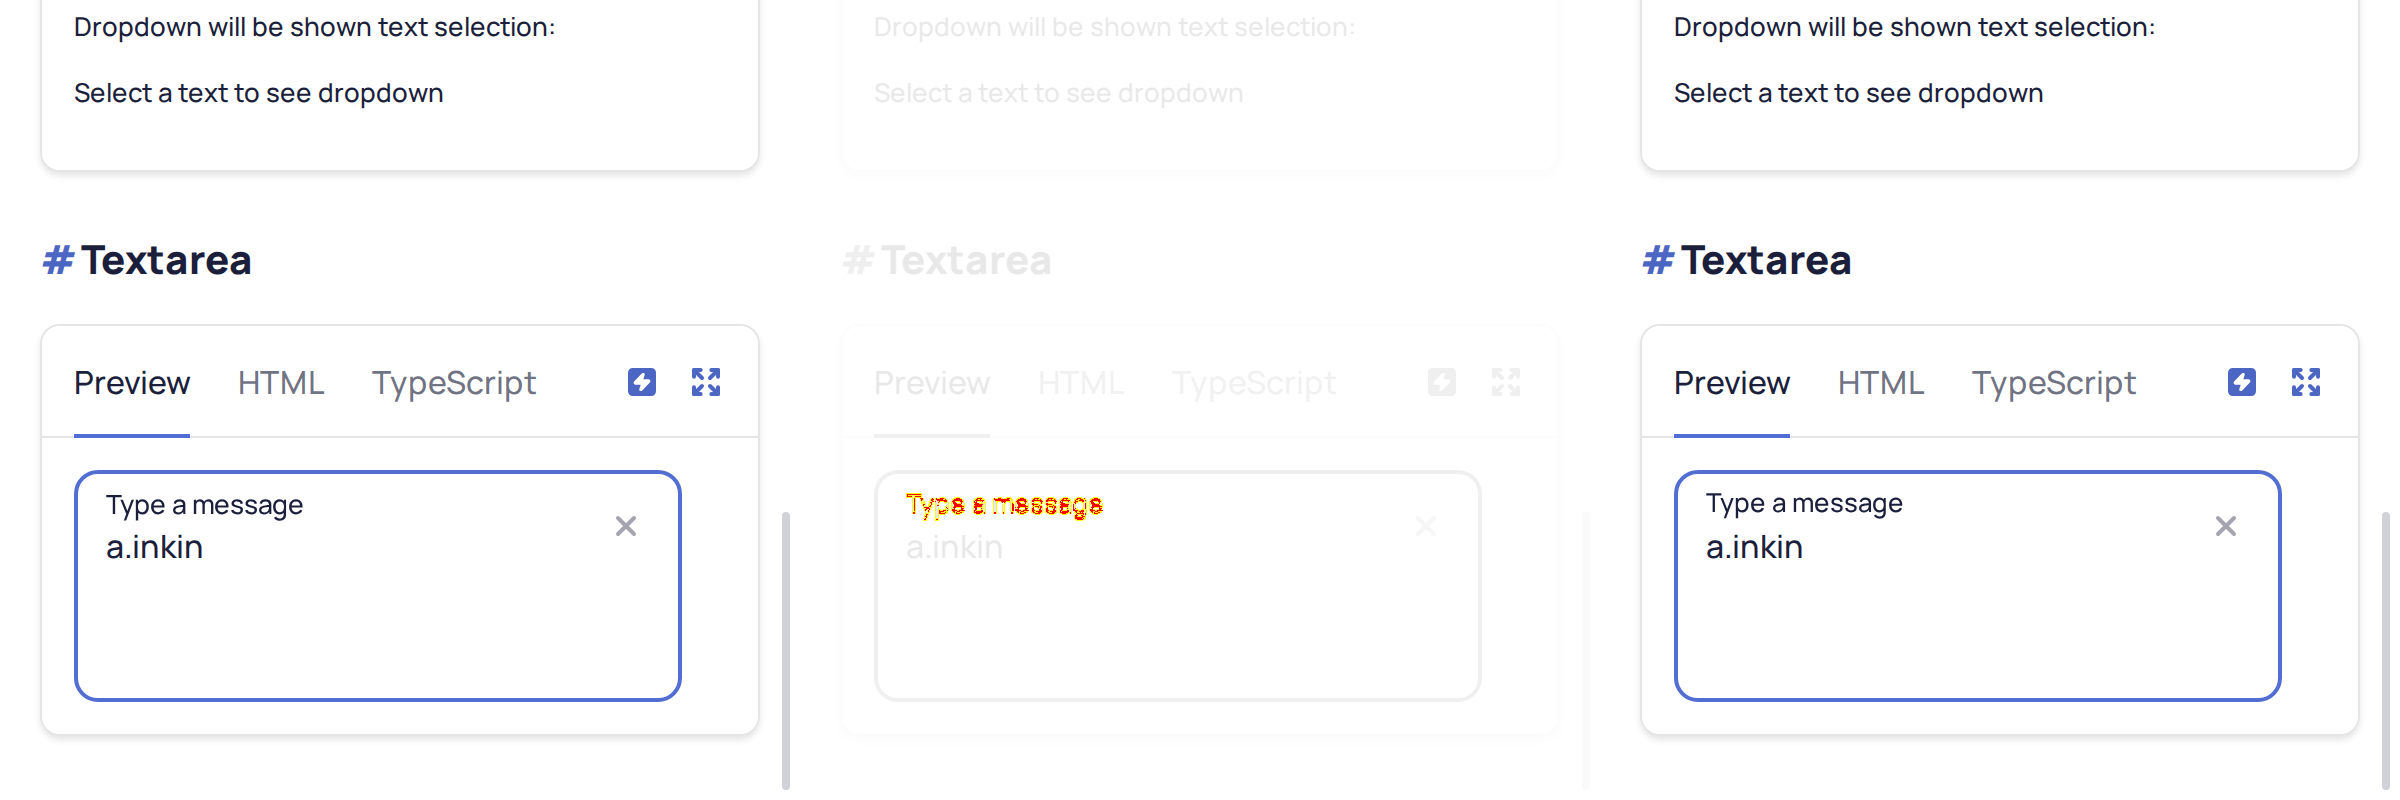 Dropdown will be shown text selection:
Select a text to see dropdown
# Textarea
Preview HTML TypeScript
Type a message
a.inkin
Dropdown will be shown text selection:
Select a text to see dropdown
# Textarea
Preview HTML TypeScript
Type a message
a.inkin
Dropdown will be shown text selection:
Select a text to see dropdown
# Textarea
Preview HTML TypeScript
Type a message
a.inkin